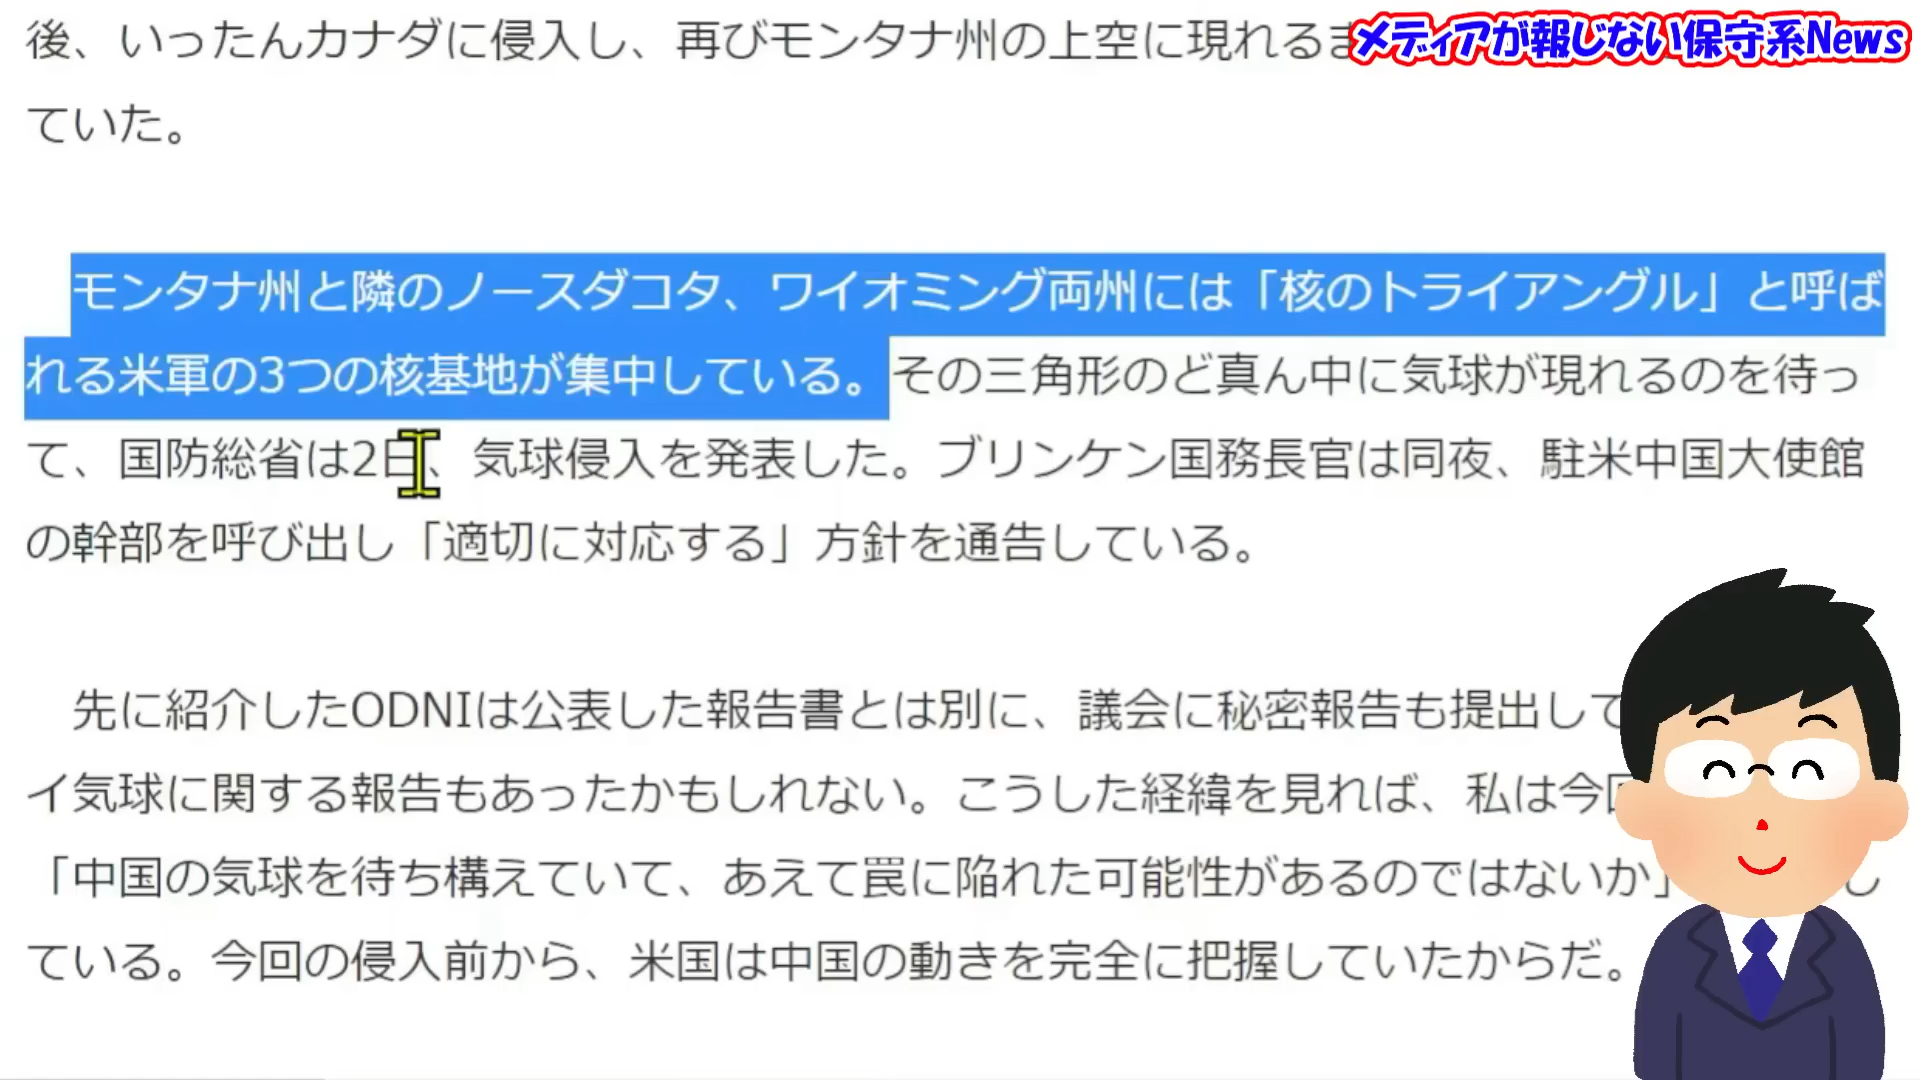 後、いったんカナダに侵入し、再びモンタナ州の上空に現れるま
メディアが報じない保守系News
ていた。
モンタナ州と隣のノースダコタ、ワイオミング両州には「核のトライアングル」と呼ば
れる米軍の3つの核基地が集中している。その三角形のど真ん中に気球が現れるのを待っ
て、国防総省は2日、気球侵入を発表した。ブリンケン国務長官は同夜、駐米中国大使館
の幹部を呼び出し「適切に対応する」方針を通告している。
先に紹介したODNIは公表した報告書とは別に、議会に秘密報告も提出して
イ気球に関する報告もあったかもしれない。こうした経緯を見れば、私は今回
「中国の気球を待ち構えていて、あえて罠に陥れた可能性があるのではないか」 し
ている。今回の侵入前から、米国は中国の動きを完全に把握していたからだ。